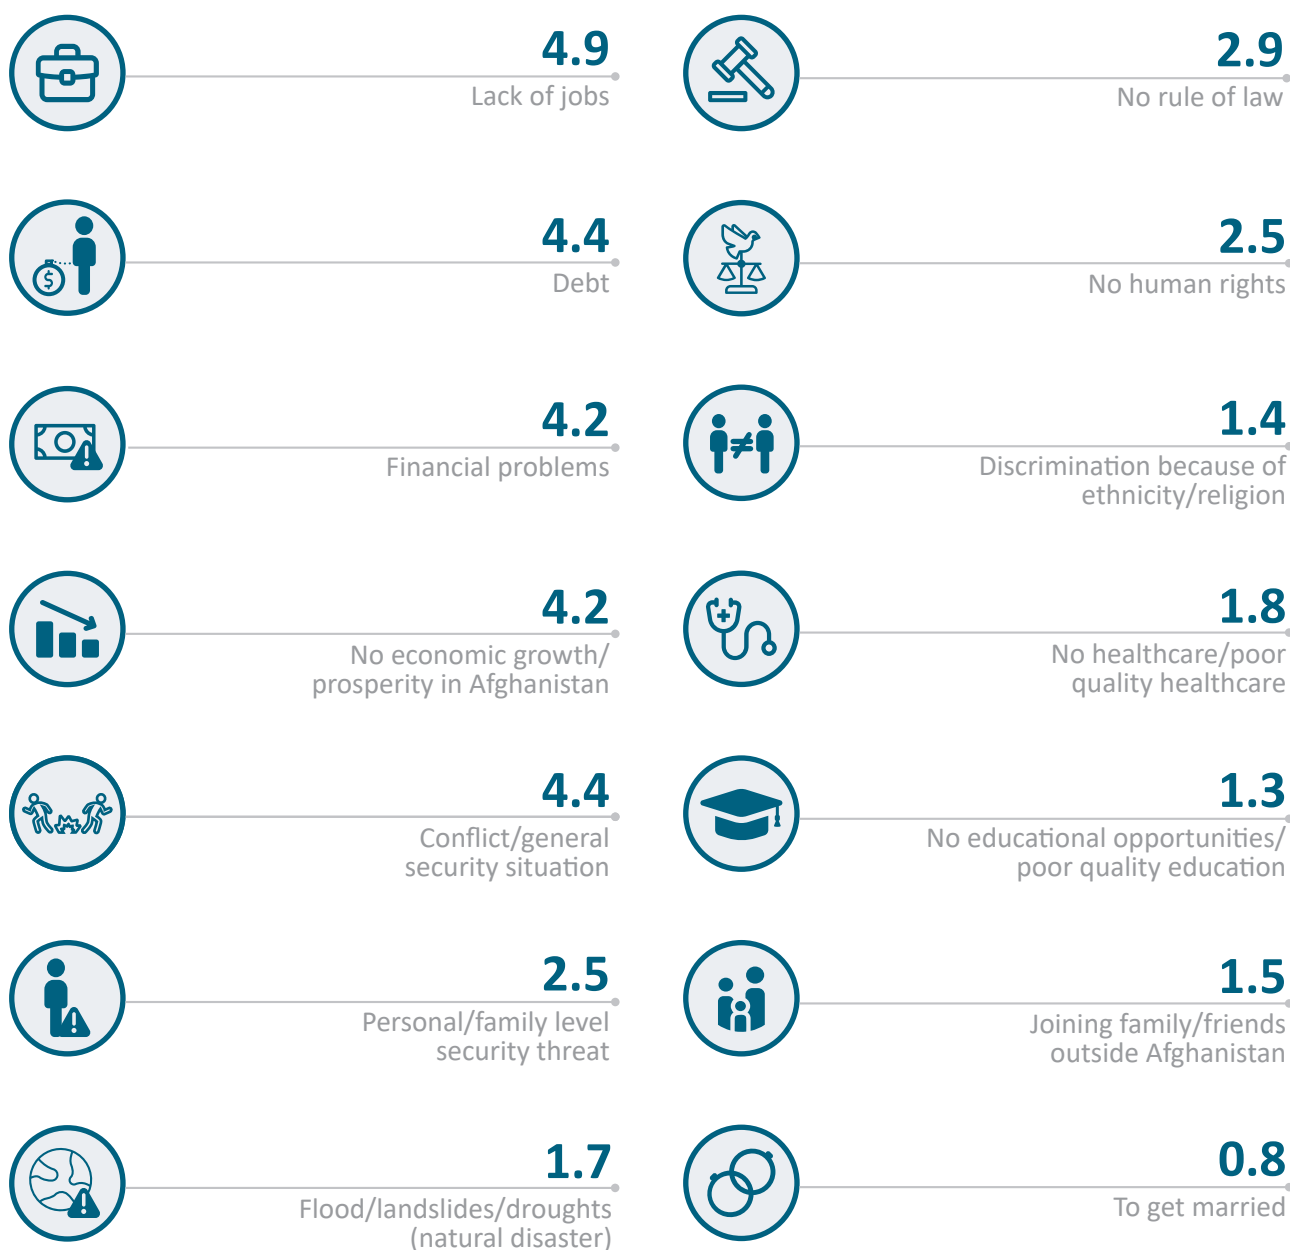 4.9
Lack of jobs
4.4
Debt
$
4.2
Financial problems
4.2
No economic growth/
prosperity in Afghanistan
4.4
Conflict/general
security situation
2.5
Personal/family level
security threat
1.7
Flood/landslides/droughts
(natural disaster)
2.9
No rule of law
2.5
No human rights
1.4
Discrimination because of
ethnicity/religion
1.8
No healthcare/poor
quality healthcare
1.3
No educational opportunities/
poor quality education
1.5
Joining family/friends
outside Afghanistan
0.8
To get married